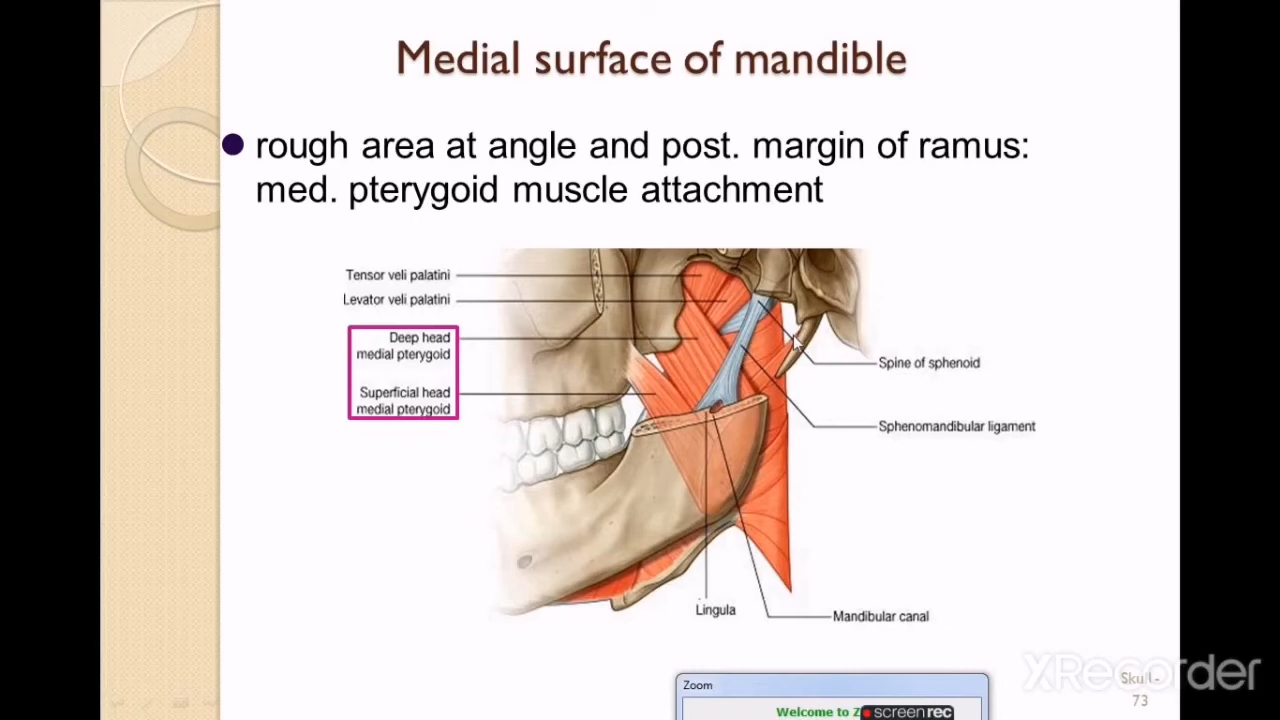 Medial surface of mandible
rough area at angle and post. margin of ramus:
med. pterygoid muscle attachment
Tensor veli palatini
Levator veli palatini
Deep head
medial pterygoid
Superficial head
medial pterygoid
Spine of sphenoid
Sphenomandibular ligament
Lingula
Mandibular canal
Zoom
Welcome to Z
screenrec
XRecorder
Skull-
73